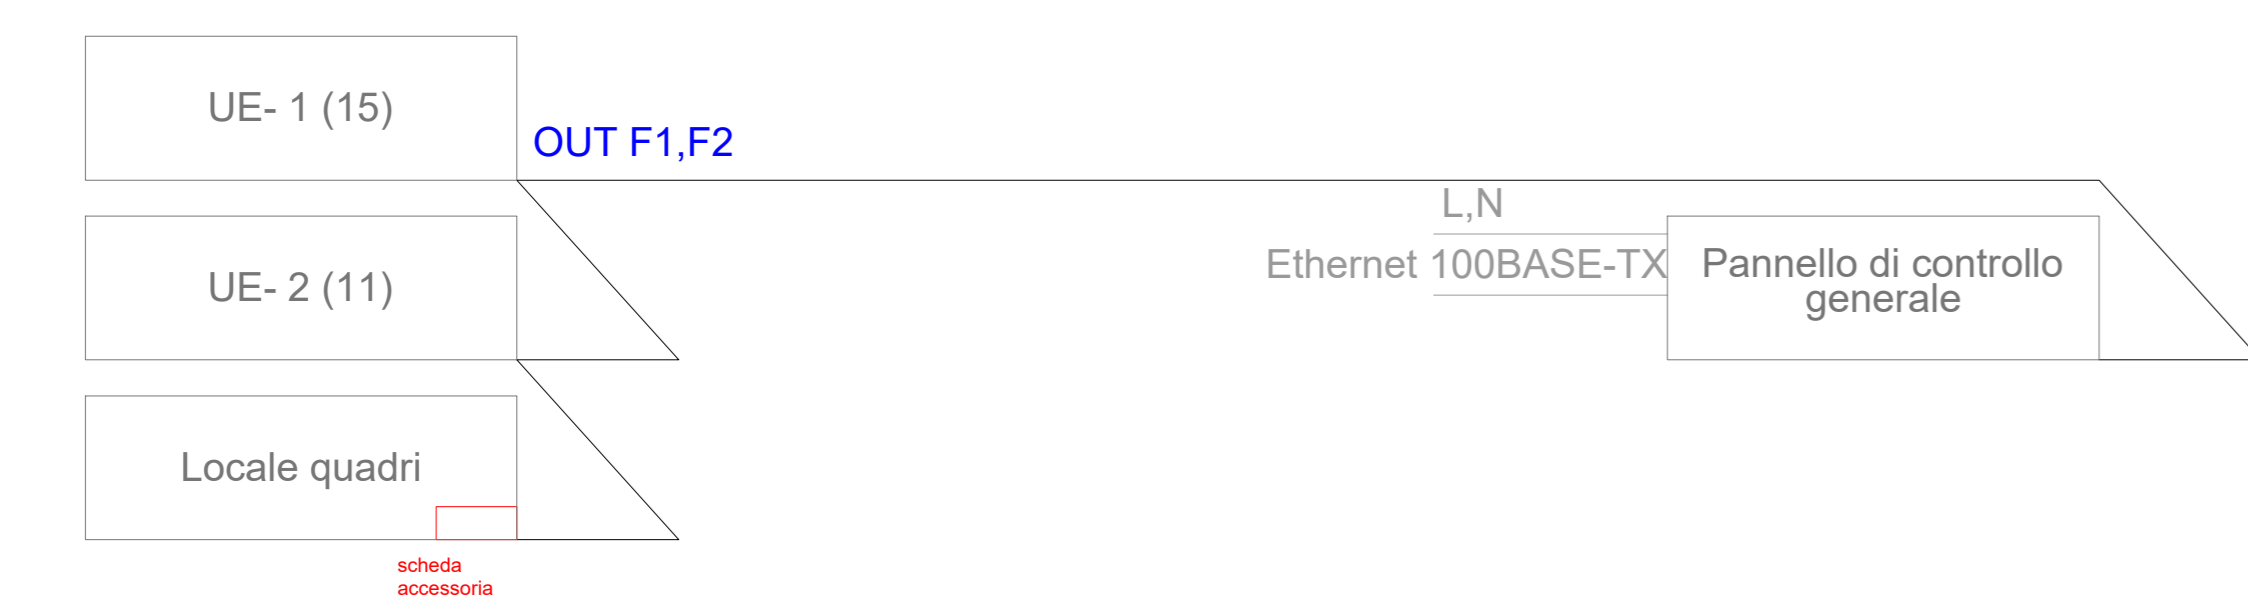 UE- 1 (15)
OUT F1,F2
L,N
UE- 2 (11)
Ethernet 100BASE-TX
Pannello di controllo
generale
Locale quadri
scheda
accessoria